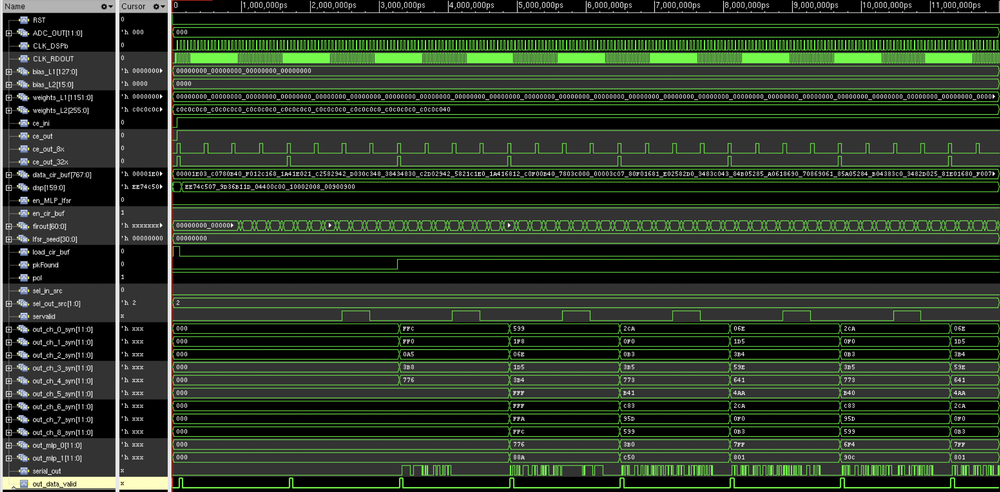 Name Cursor 0 1,000,000ps 2,000,000ps 3,000,000ps 4,000,000ps 5,000,000ps 6,000,000ps 7,000,000ps 8,000,000ps 9,000,000ps 10,000,000ps 11,000,000ps
RST 0
ADC_OUT[11:0] 'h 000 000
CLK_DSPb 0
CLK_RDOUT 0
bias_L1[127:0] 'h 0000000 00000000_00000000_00000000_00000000
bias_L2[15:0] 'h 0000 0000
weights_L1[1151:0] 'h 0000000 00000000_00000000_00000000_00000000_00000000_00000000_00000000_00000000_00000000_00000000_00000000_00000000_00000000_00000000_00000000_00000000_00000000_00000000_00000000_00000000_00000000_00000000_00000000_0000
weights_L2[255:0] 'h C0C0C0C C0C0C0C0_C0C0C0C0_C0C0C0C0_C0C0C0C0_C0C0C0C0_C0C0C0C0_C0C0C0C0_C0C0C040
ce_ini 0
ce_out 0
ce_out_8x 0
ce_out_32x 0
data_cir_buf[767:0] 'h 00001E0 00001E03_C0780B40_F012C168_1A41E021_C2582942_D030C348_38434830_C2D02942_5821C1E0_1A416812_C0F00B40_7803C000_00003C07_80F01681_E02582D0_3483C043_84B05285_A0618690_70869061_85A05284_B04383C0_3482D025_81E01680_F007
dsp[159:0] 'h EE74C50 EE74C507_9D36B11D_04400C00_10002008_00900900
en_MLP_lfsr 0
en_cir_buf 1
firout[60:0] 'h xxxxxxx 00000000_00000
lfsr_seed[30:0] 'h 00000000 00000000
load_cir_buf 0
pkFound 0
pol 1
sel_in_src 0
sel_out_src[1:0] 'h 2 2
servalid x
out_ch_0_syn[11:0] 'h xxx 000 FFC 599 2CA 06E 2CA 06E
out_ch_1_syn[11:0] 'h xxx 000 FF0 1F8 0F0 1D5 0F0 1D5
out_ch_2_syn[11:0] 'h xxx 000 0A5 06E 0B3 3B4 0B3 3B4
out_ch_3_syn[11:0] 'h xxx 000 3B8 1D5 3B5 59E 3B5 59E
out_ch_4_syn[11:0] 'h xxx 000 776 3B4 773 641 773 641
out_ch_5_syn[11:0] 'h xxx 000 FFF B41 4AA B40 4AA
out_ch_6_syn[11:0] 'h xxx 000 FFF C83 2CA C83 2CA
out_ch_7_syn[11:0] 'h xxx 000 FFA 95D 0F0 95D 0F0
out_ch_8_syn[11:0] 'h xxx 000 FFC 599 0B3 599 0B3
out_mlp_0[11:0] 'h xxx 000 776 3B0 7FF 6F4 7FF
out_mlp_1[11:0] 'h xxx 000 88A C50 801 90C 801
serial_out x
out_data_valid x